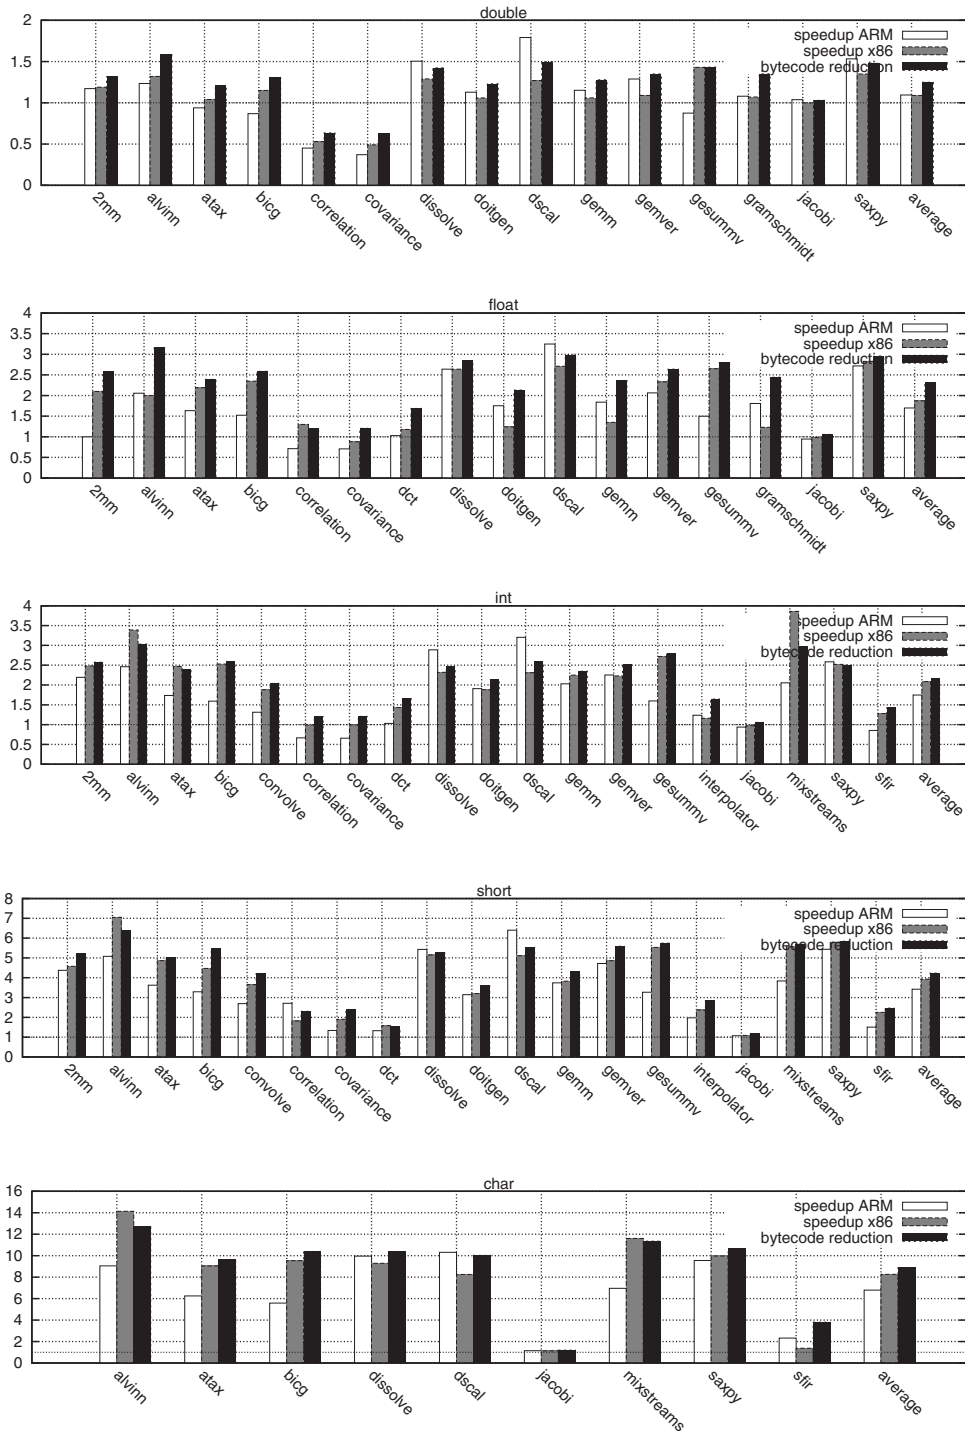 double
2
1.5
1
0.5
0
speedup ARM
speedup x86
bytecode reduction
2mm
alvinn
atax
bicg
correlation
covariance
dissolve
doitgen
dscal
gemm
gemver
gesummv
gramschmidt
jacobi
saxpy
average
float
4
3.5
3
2.5
2
1.5
1
0.5
0
speedup ARM
speedup x86
bytecode reduction
2mm
alvinn
atax
bicg
correlation
covariance
dct
dissolve
doitgen
dscal
gemm
gemver
gesummv
gramschmidt
jacobi
saxpy
average
int
4
3.5
3
2.5
2
1.5
1
0.5
0
speedup ARM
speedup x86
bytecode reduction
2mm
alvinn
atax
bicg
convolve
correlation
covariance
dct
dissolve
doitgen
dscal
gemm
gemver
gesummv
interpolator
jacobi
mixstreams
saxpy
sfir
average
short
8
7
6
5
4
3
2
1
0
speedup ARM
speedup x86
bytecode reduction
2mm
alvinn
atax
bicg
convolve
correlation
covariance
dct
dissolve
doitgen
dscal
gemm
gemver
gesummv
interpolator
jacobi
mixstreams
saxpy
sfir
average
char
16
14
12
10
8
6
4
2
0
speedup ARM
speedup x86
bytecode reduction
alvinn
atax
bicg
dissolve
dscal
jacobi
mixstreams
saxpy
sfir
average